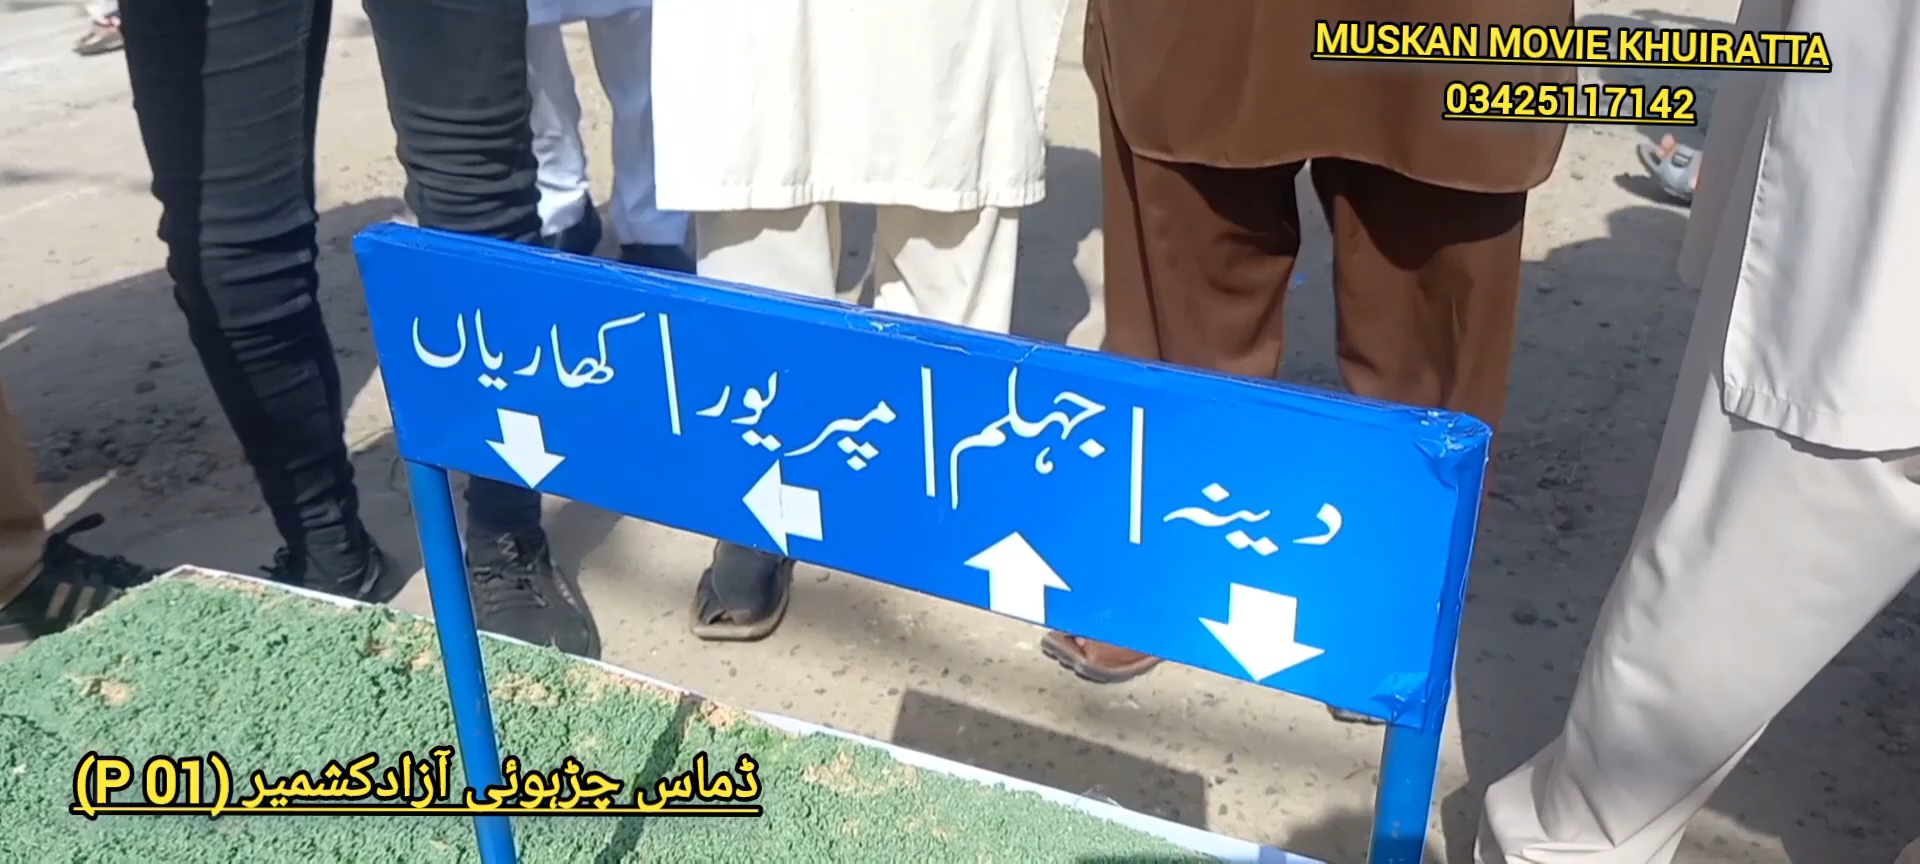 MUSKAN MOVIE KHUIRATTA
03425117142
دینہ | جہلم | میرپور | کھاریاں
ڈماس چڑہوئی آزادکشمیر (P 01)